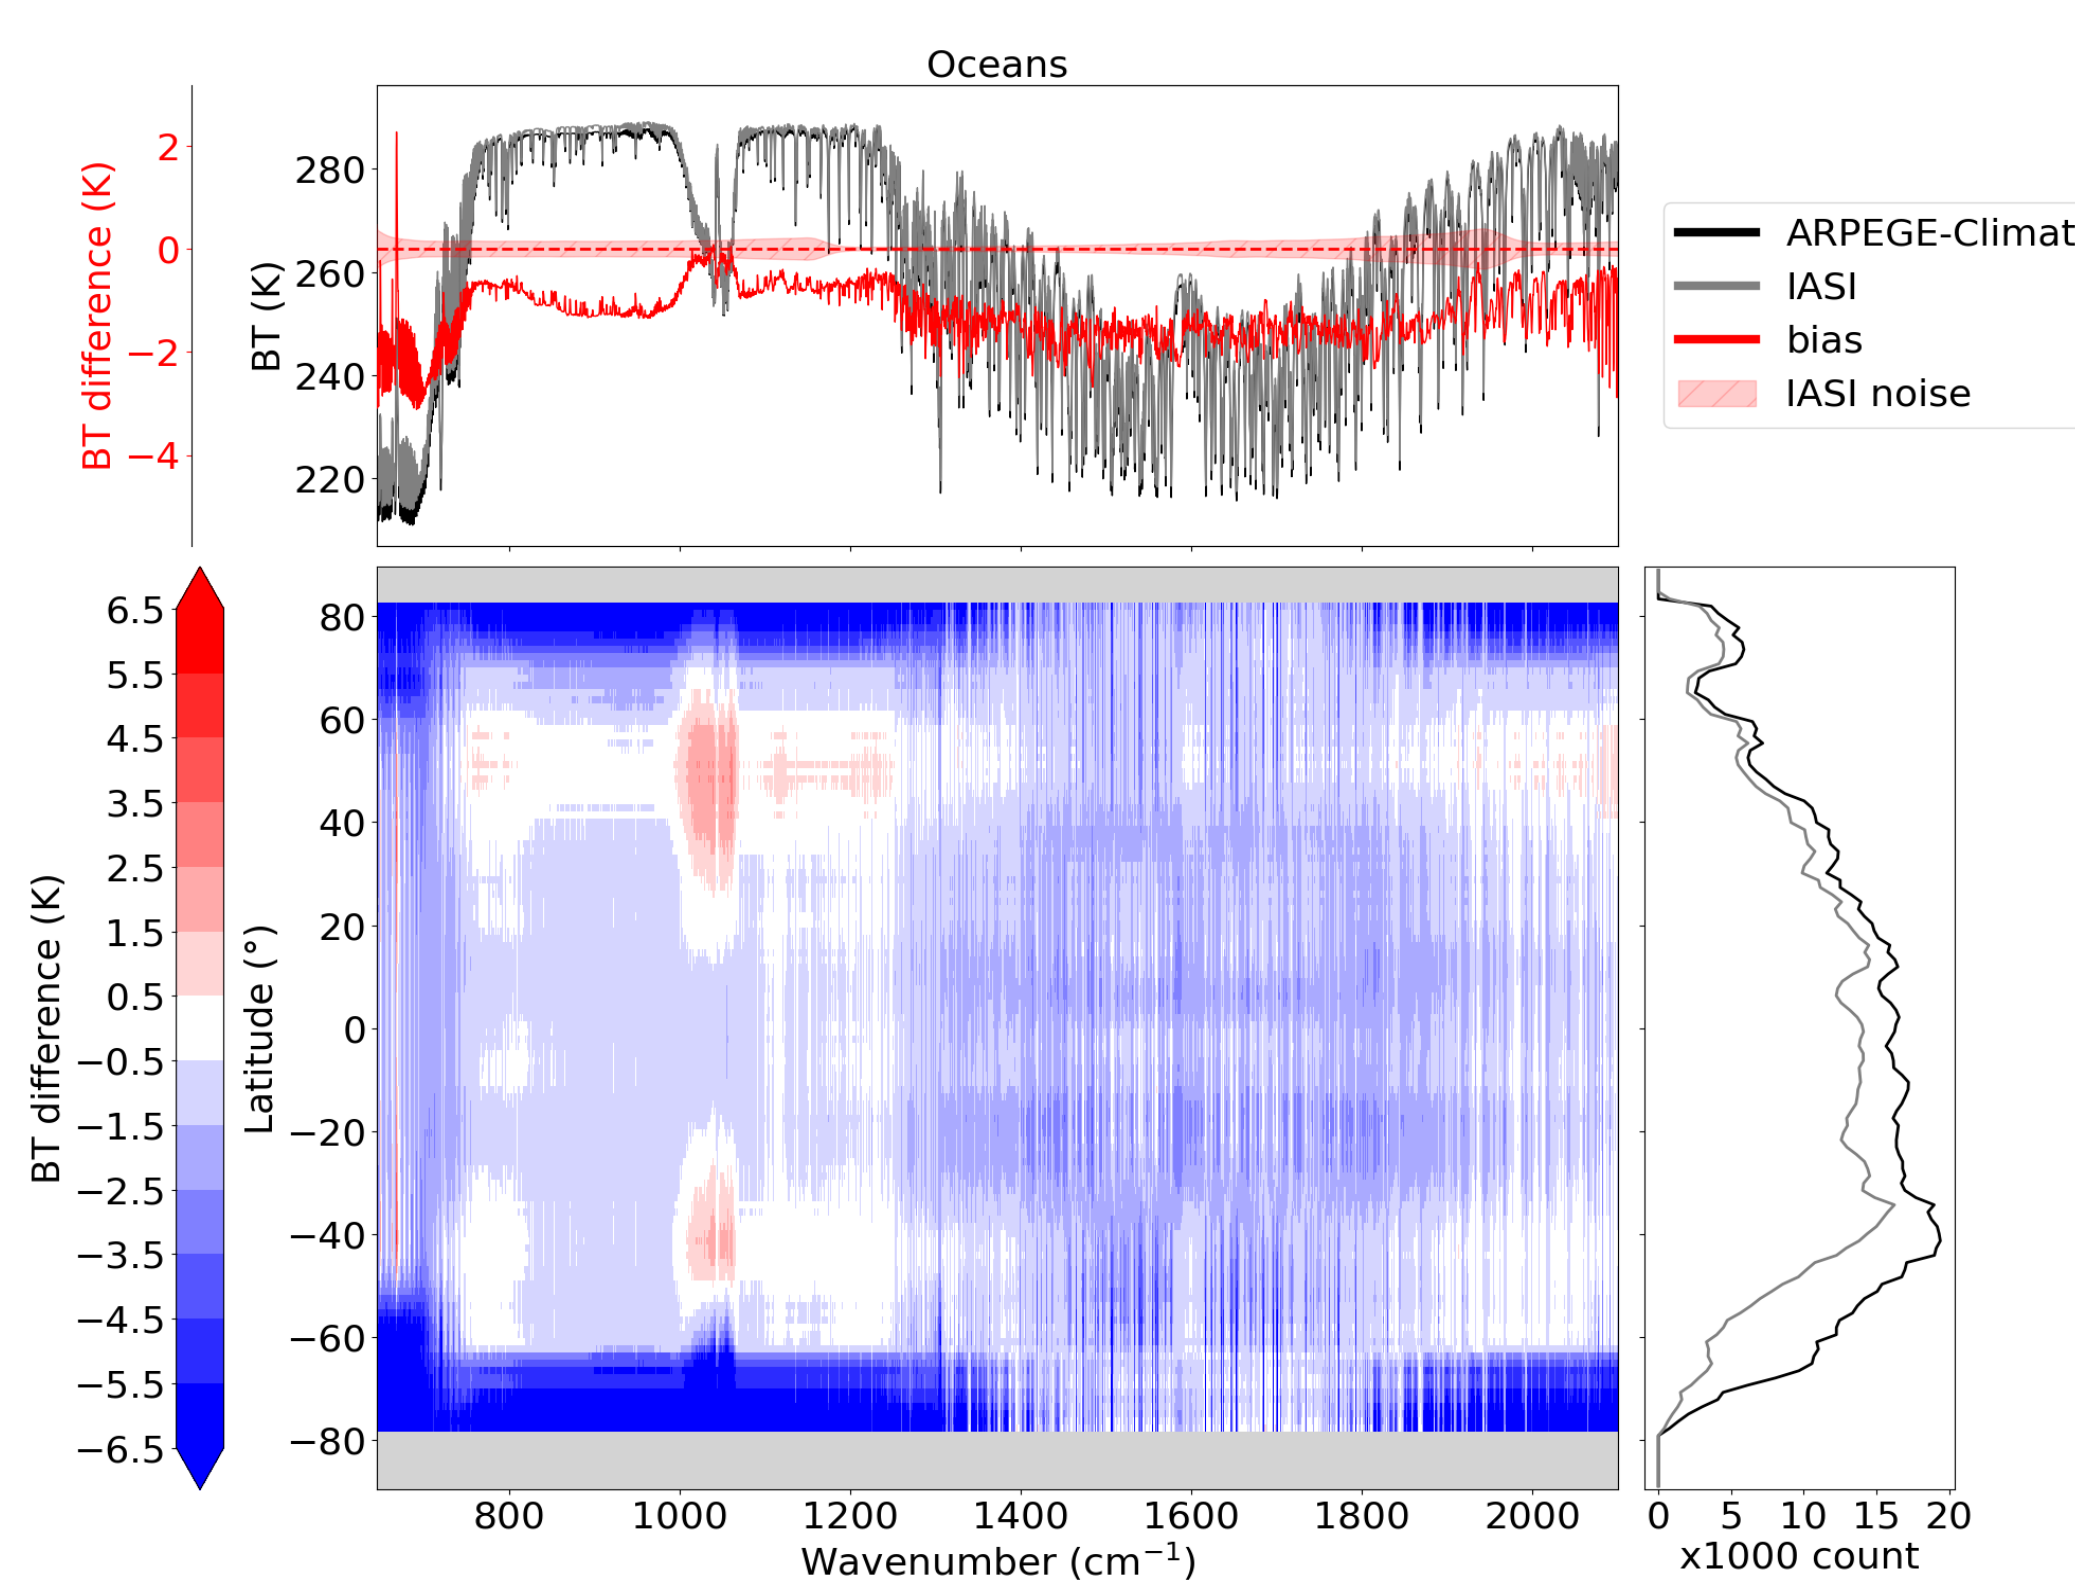 Oceans
2
0
−2
−4
BT difference (K)
280
260
240
220
BT (K)
ARPEGE-Climat
IASI
bias
IASI noise
6.5
5.5
4.5
3.5
2.5
1.5
0.5
−0.5
−1.5
−2.5
−3.5
−4.5
−5.5
−6.5
BT difference (K)
80
60
40
20
0
−20
−40
−60
−80
Latitude (°)
800 1000 1200 1400 1600 1800 2000
Wavenumber (cm⁻¹)
0 5 10 15 20
x1000 count